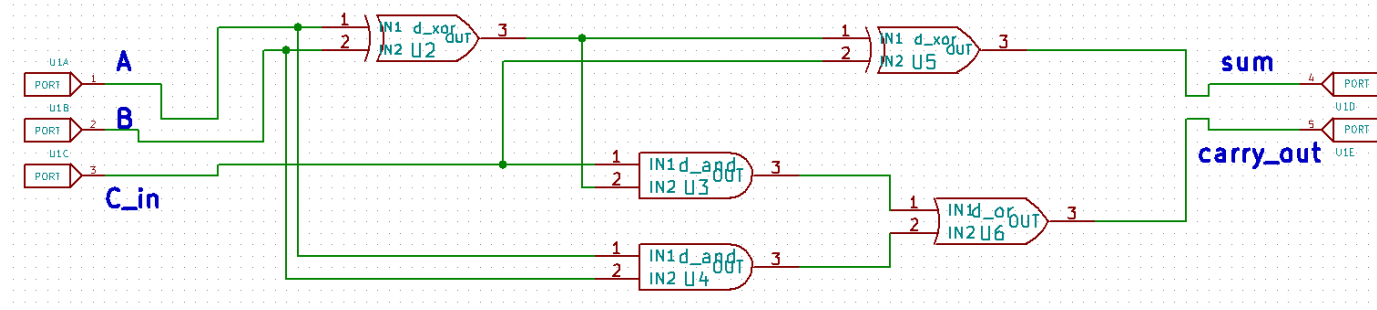 1 IN1 d_xor OUT 3
2 IN2 U2
1 IN1 d_xor OUT 3
2 IN2 U5
U1A A
PORT 1
U1B B
PORT 2
U1C
PORT 3
C_in
sum
4 PORT
U1D
5 PORT
U1E
carry_out
1 IN1 d_and OUT 3
2 IN2 U3
1 IN1 d_or OUT 3
2 IN2 U6
1 IN1 d_and OUT 3
2 IN2 U4